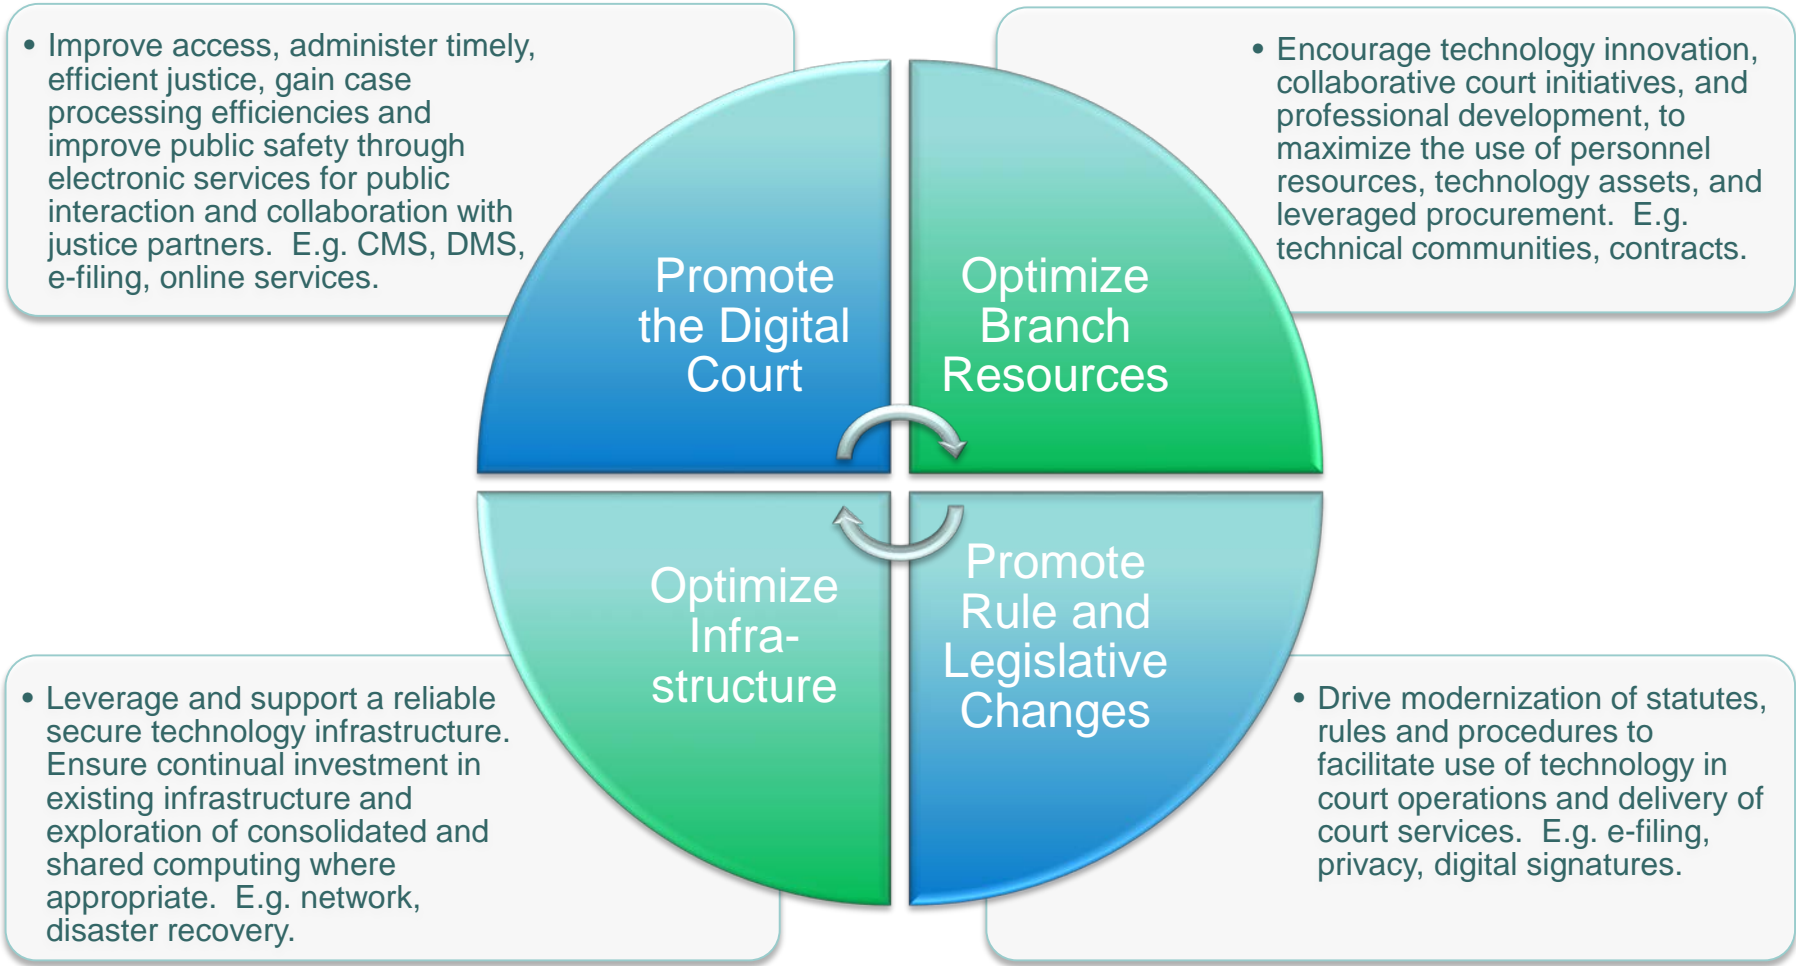 • Improve access, administer timely,
efficient justice, gain case
processing efficiencies and
improve public safety through
electronic services for public
interaction and collaboration with
justice partners.  E.g. CMS, DMS,
e-filing, online services.
• Encourage technology innovation,
collaborative court initiatives, and
professional development, to
maximize the use of personnel
resources, technology assets, and
leveraged procurement.  E.g.
technical communities, contracts.
Promote
the Digital
Court
Optimize
Branch
Resources
Optimize
Infra-
structure
Promote
Rule and
Legislative
Changes
• Leverage and support a reliable
secure technology infrastructure.
Ensure continual investment in
existing infrastructure and
exploration of consolidated and
shared computing where
appropriate.  E.g. network,
disaster recovery.
• Drive modernization of statutes,
rules and procedures to
facilitate use of technology in
court operations and delivery of
court services.  E.g. e-filing,
privacy, digital signatures.